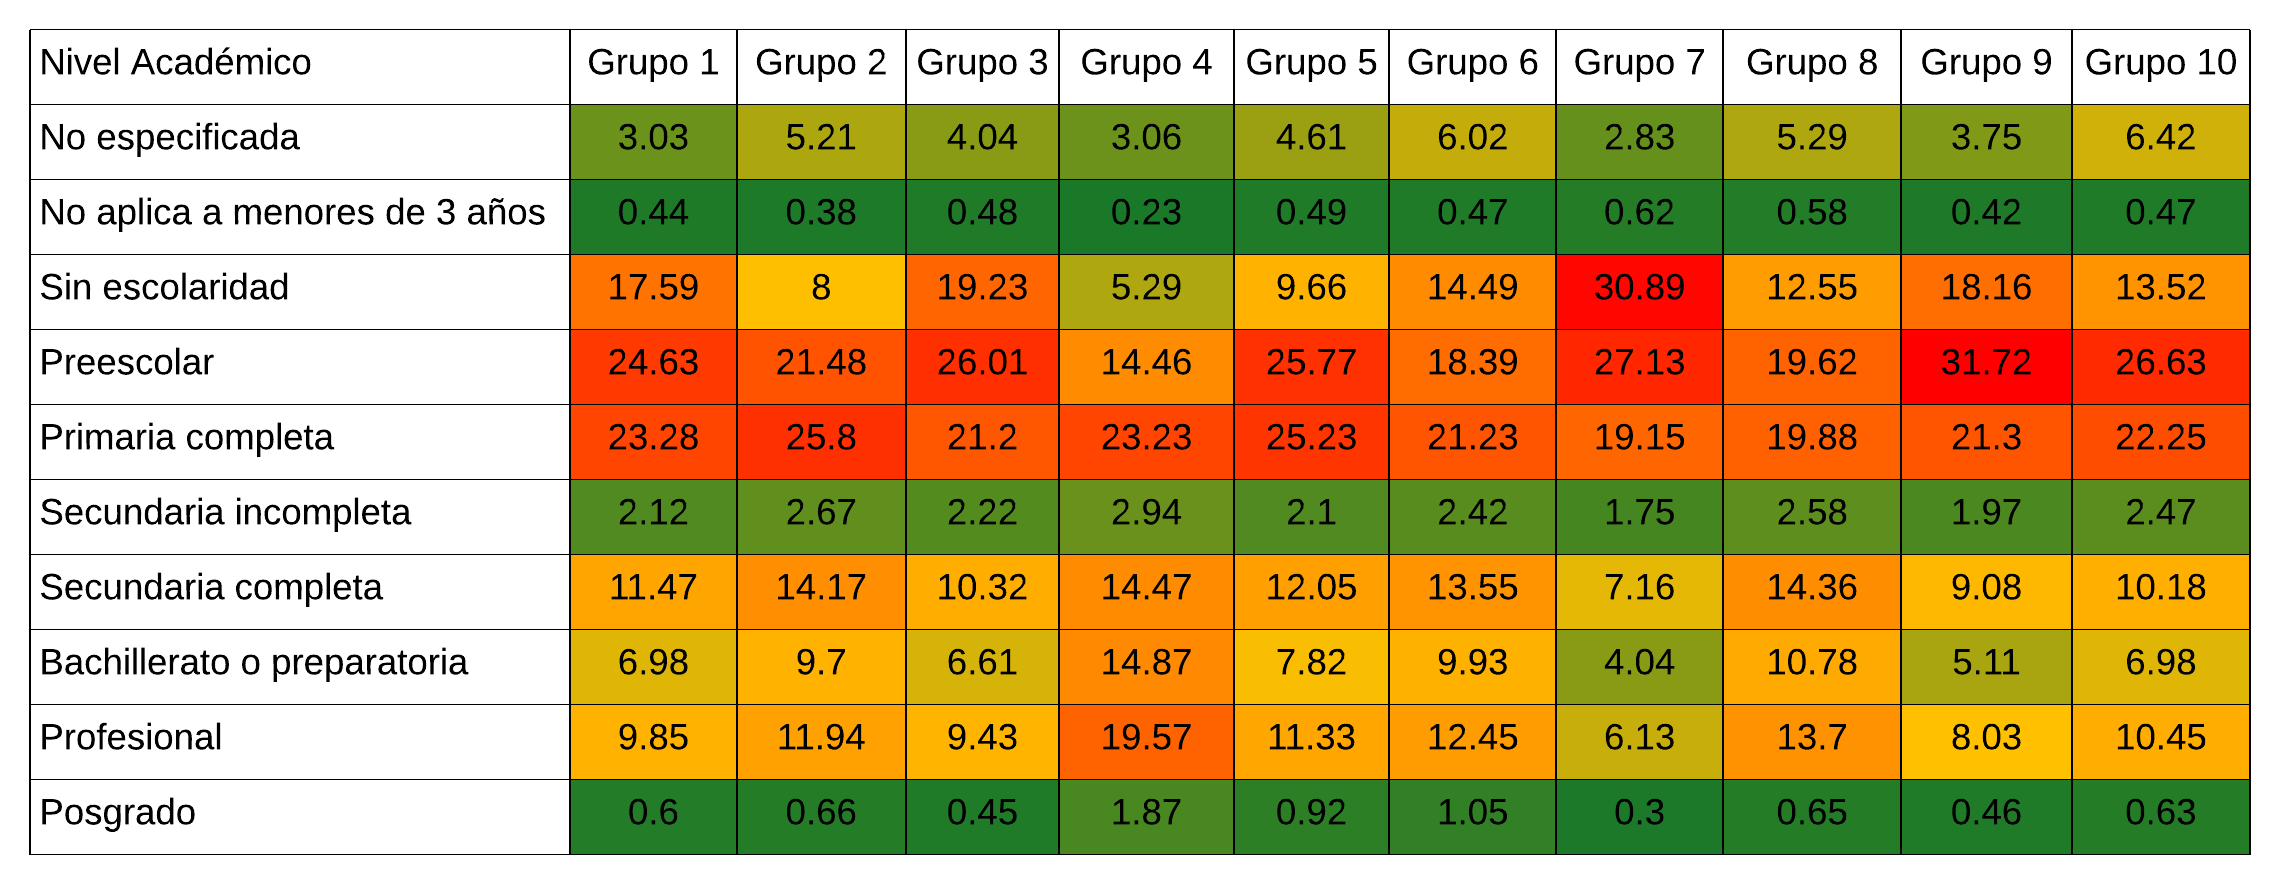 Nivel Académico Grupo 1 Grupo 2 Grupo 3 Grupo 4 Grupo 5 Grupo 6 Grupo 7 Grupo 8 Grupo 9 Grupo 10
No especificada 3.03 5.21 4.04 3.06 4.61 6.02 2.83 5.29 3.75 6.42
No aplica a menores de 3 años 0.44 0.38 0.48 0.23 0.49 0.47 0.62 0.58 0.42 0.47
Sin escolaridad 17.59 8 19.23 5.29 9.66 14.49 30.89 12.55 18.16 13.52
Preescolar 24.63 21.48 26.01 14.46 25.77 18.39 27.13 19.62 31.72 26.63
Primaria completa 23.28 25.8 21.2 23.23 25.23 21.23 19.15 19.88 21.3 22.25
Secundaria incompleta 2.12 2.67 2.22 2.94 2.1 2.42 1.75 2.58 1.97 2.47
Secundaria completa 11.47 14.17 10.32 14.47 12.05 13.55 7.16 14.36 9.08 10.18
Bachillerato o preparatoria 6.98 9.7 6.61 14.87 7.82 9.93 4.04 10.78 5.11 6.98
Profesional 9.85 11.94 9.43 19.57 11.33 12.45 6.13 13.7 8.03 10.45
Posgrado 0.6 0.66 0.45 1.87 0.92 1.05 0.3 0.65 0.46 0.63